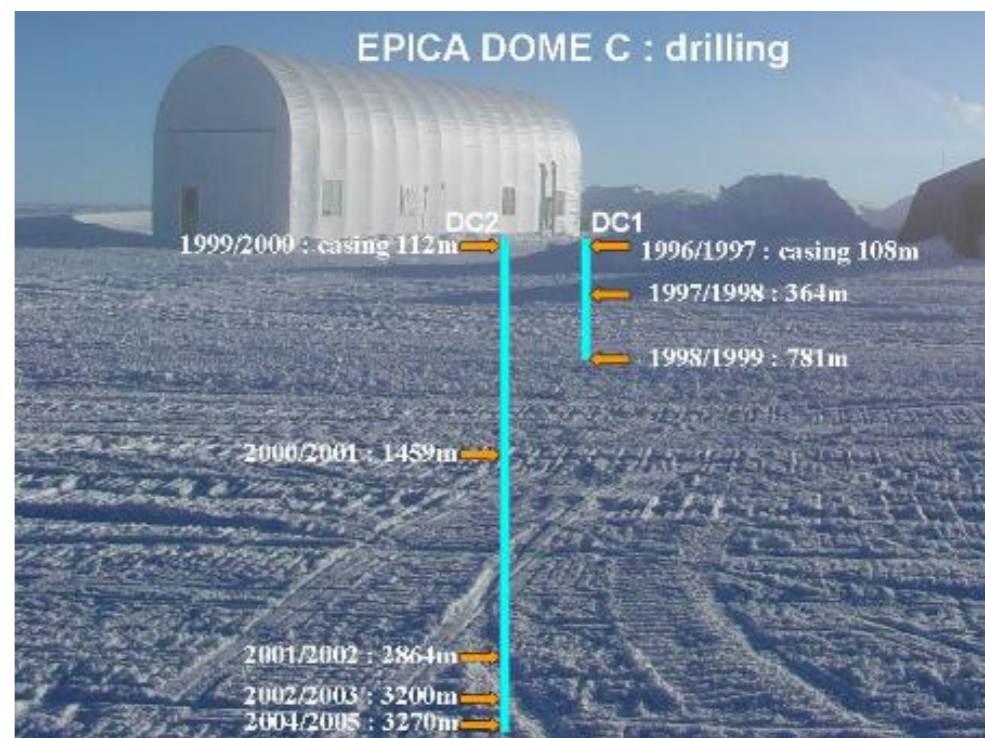 EPICA DOME C : drilling
DC2
DC1
1999/2000 : casing 112m
1996/1997 : casing 108m
1997/1998 : 364m
1998/1999 : 781m
2000/2001 : 1459m
2001/2002 : 2864m
2002/2003 : 3200m
2004/2005 : 3270m